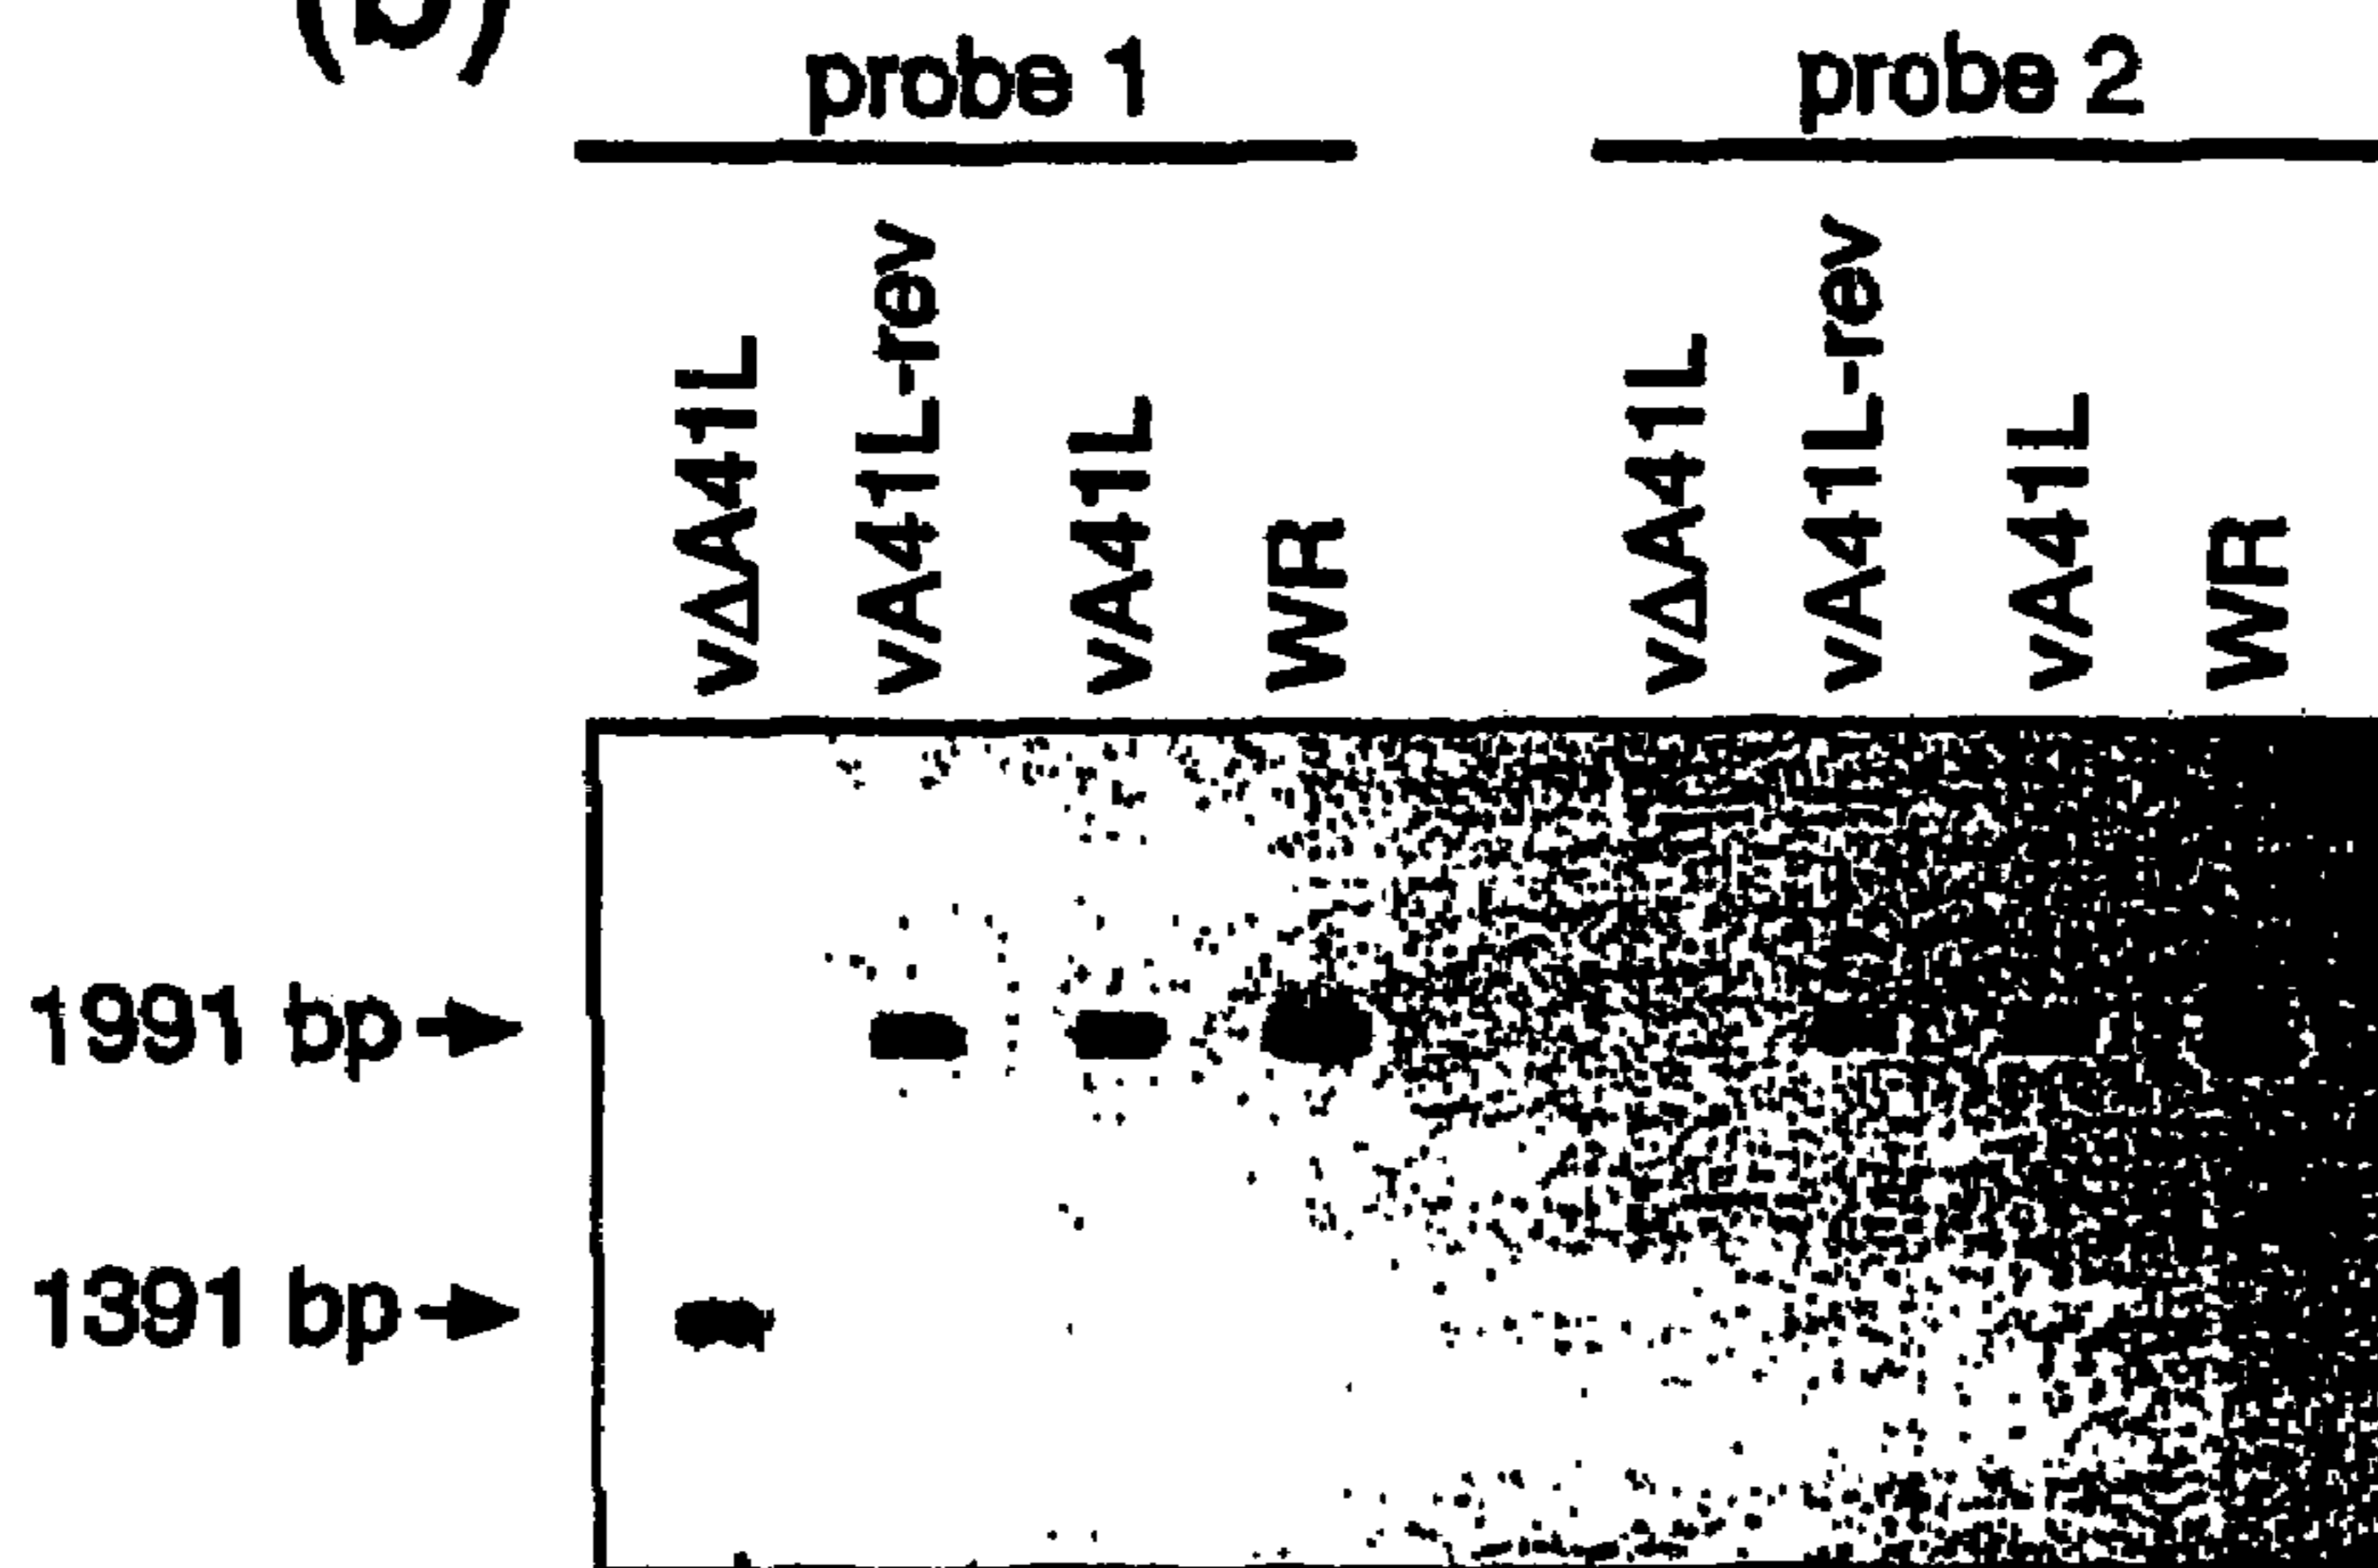 (b)
probe 1 probe 2
vΔA41L vA41L-rev vA41L WR vΔA41L vA41L-rev vA41L WR
1991 bp
1391 bp